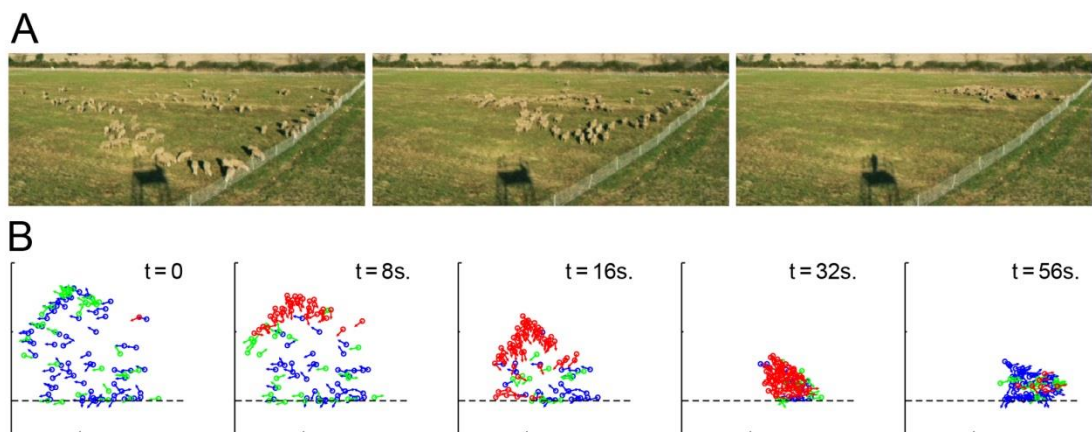 A
B
t = 0
t = 8s.
t = 16s.
t = 32s.
t = 56s.